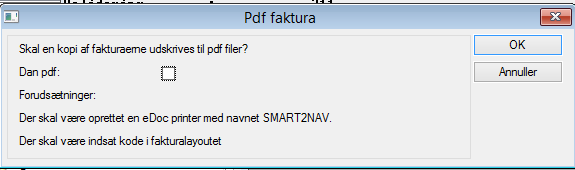 Pdf faktura
Skal en kopi af fakturaerne udskrives til pdf filer?
OK
Dan pdf:
Annuller
Forudsætninger:
Der skal være oprettet en eDoc printer med navnet SMART2NAV.
Der skal være indsat kode i fakturalayoutet